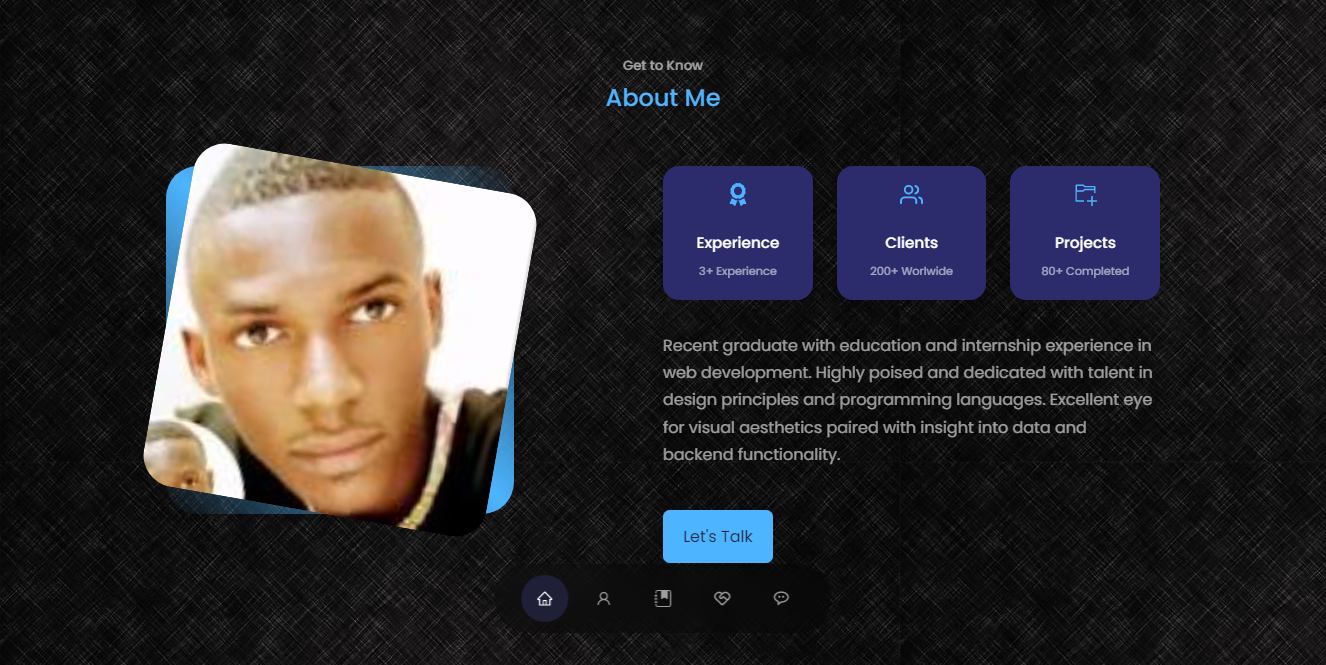 Get to Know
About Me
Experience
3+ Experience
Clients
200+ Worlwide
Projects
80+ Completed
Recent graduate with education and internship experience in
web development. Highly poised and dedicated with talent in
design principles and programming languages. Excellent eye
for visual aesthetics paired with insight into data and
backend functionality.
Let's Talk